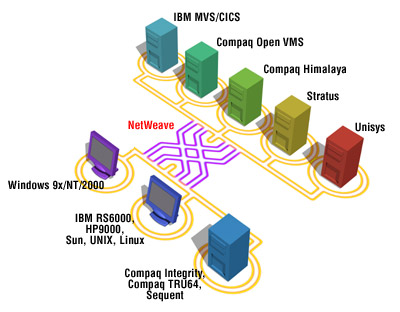 IBM MVS/CICS
Compaq Open VMS
Compaq Himalaya
Stratus
Unisys
NetWeave
Windows 9x/NT/2000
IBM RS6000,
HP9000,
Sun, UNIX, Linux
Compaq Integrity,
Compaq TRU64,
Sequent